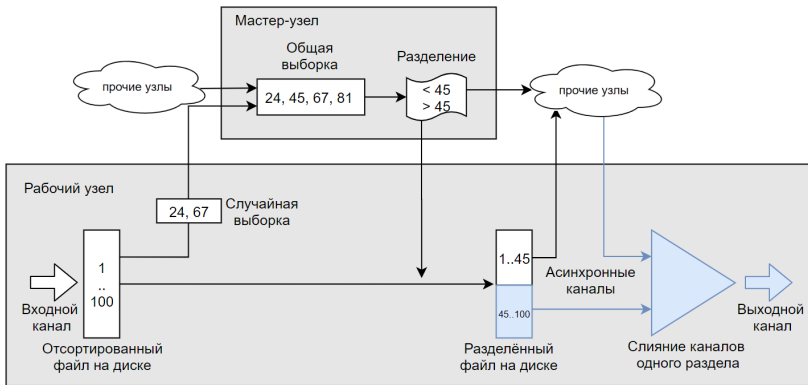 Мастер-узел
Общая
выборка
Разделение
прочие узлы
24, 45, 67, 81
< 45
> 45
прочие узлы
Рабочий узел
24, 67
Случайная
выборка
1
..
100
Входной
канал
Отсортированный
файл на диске
1..45
45..100
Асинхронные
каналы
Разделённый
файл на диске
Слияние каналов
одного раздела
Выходной
канал